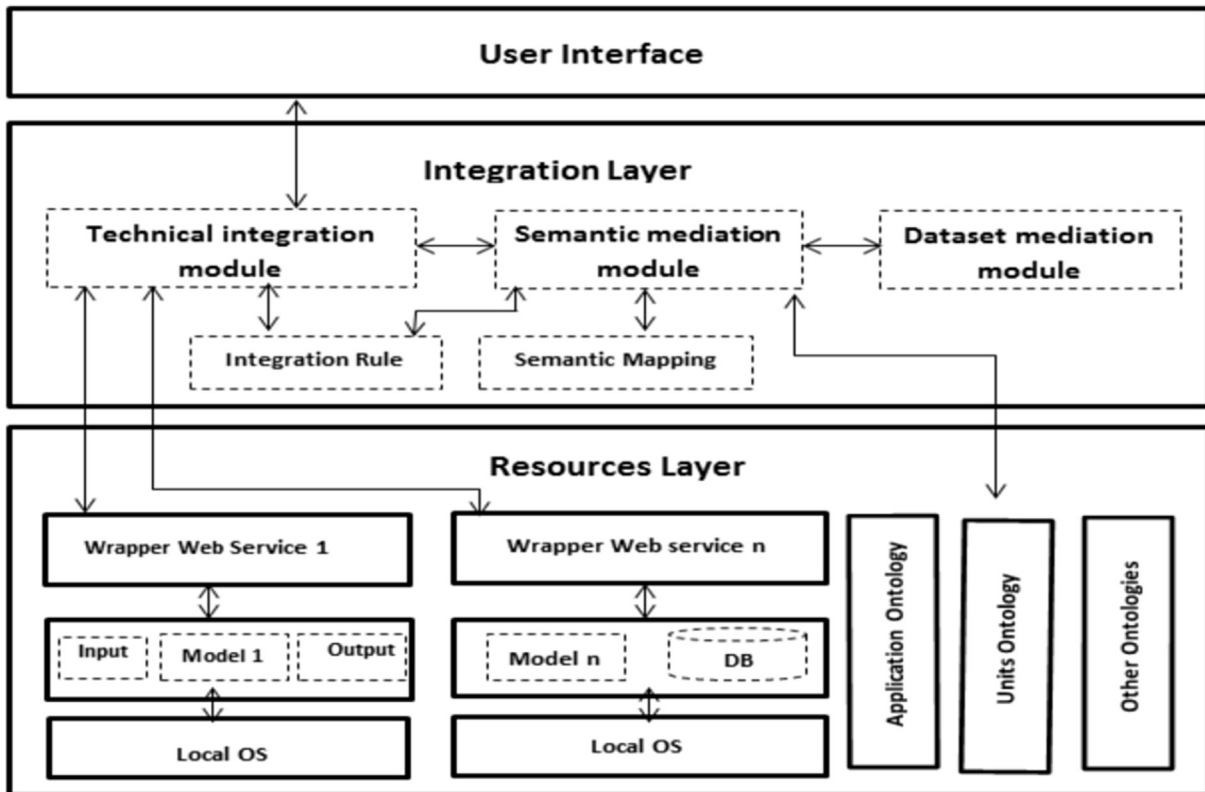 User Interface
Integration Layer
Technical integration
module
Semantic mediation
module
Dataset mediation
module
Integration Rule
Semantic Mapping
Resources Layer
Wrapper Web Service 1
Wrapper Web service n
Input
Model 1
Output
Model n
DB
Local OS
Local OS
Application Ontology
Units Ontology
Other Ontologies